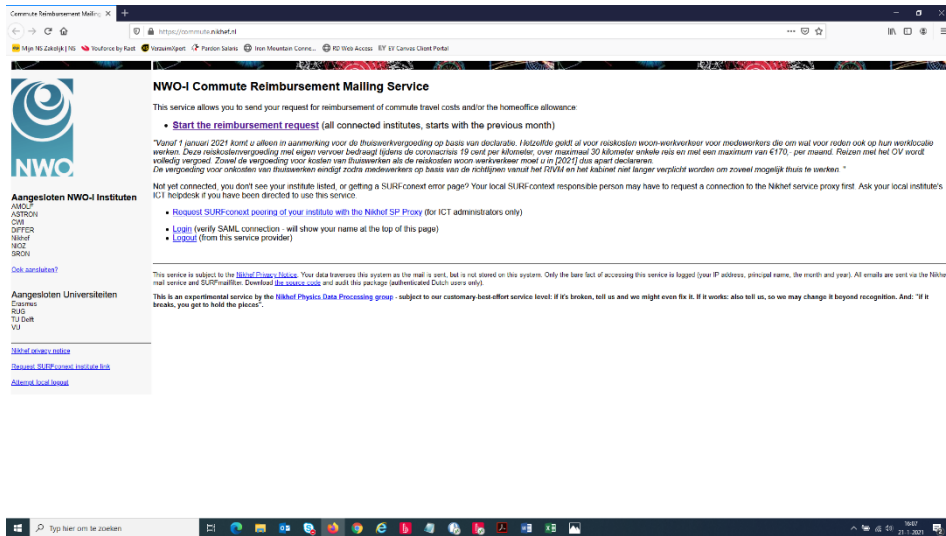 Commute Reimbursement Mailing
https://commute.nikhef.nl
Mijn NS Zakelijk | NS
Youforce by Raet
VerzuimXpert
Pardon Salaris
Iron Mountain Conne...
RD Web Access
EY Canvas Client Portal
NWO
Aangesloten NWO-I Instituten
AMOLF
ASTRON
CWI
DIFFER
Nikhef
NIOZ
SRON
Ook aansluiten?
Aangesloten Universiteiten
Erasmus
RUG
TU Delft
VU
Nikhef privacy notice
Request SURFconext institute link
Attempt local logout
NWO-I Commute Reimbursement Mailing Service
This service allows you to send your request for reimbursement of commute travel costs and/or the homeoffice allowance:
Start the reimbursement request (all connected institutes, starts with the previous month)
"Vanaf 1 januari 2021 komt u alleen in aanmerking voor de thuiswerkvergoeding op basis van declaratie. Hetzelfde geldt al voor reiskosten woon-werkverkeer voor medewerkers die om wat voor reden ook op hun werklocatie
werken. Deze reiskostenvergoeding met eigen vervoer bedraagt tijdens de coronacrisis 19 cent per kilometer, over maximaal 30 kilometer enkele reis en met een maximum van €170,- per maand. Reizen met het OV wordt
volledig vergoed. Zowel de vergoeding voor kosten van thuiswerken als de reiskosten woon werkverkeer moet u in [2021] dus apart declareren.
De vergoeding voor onkosten van thuiswerken eindigt zodra medewerkers op basis van de richtlijnen vanuit het RIVM en het kabinet niet langer verplicht worden om zoveel mogelijk thuis te werken. "
Not yet connected, you don't see your institute listed, or getting a SURFconext error page? Your local SURFcontext responsible person may have to request a connection to the Nikhef service proxy first. Ask your local institute's
ICT helpdesk if you have been directed to use this service.
Request SURFconext peering of your institute with the Nikhef SP Proxy (for ICT administrators only)
Login (verify SAML connection - will show your name at the top of this page)
Logout (from this service provider)
This service is subject to the Nikhef Privacy Notice. Your data traverses this system as the mail is sent, but is not stored on this system. Only the bare fact of accessing this service is logged (your IP address, principal name, the month and year). All emails are sent via the Nikhe
mail service and SURFmailfilter. Download the source code and audit this package (authenticated Dutch users only).
This is an experimental service by the Nikhef Physics Data Processing group - subject to our customary-best-effort service level: if it's broken, tell us and we might even fix it. If it works: also tell us, so we may change it beyond recognition. And: "if it
breaks, you get to hold the pieces".
Typ hier om te zoeken
16:07
21-1-2021